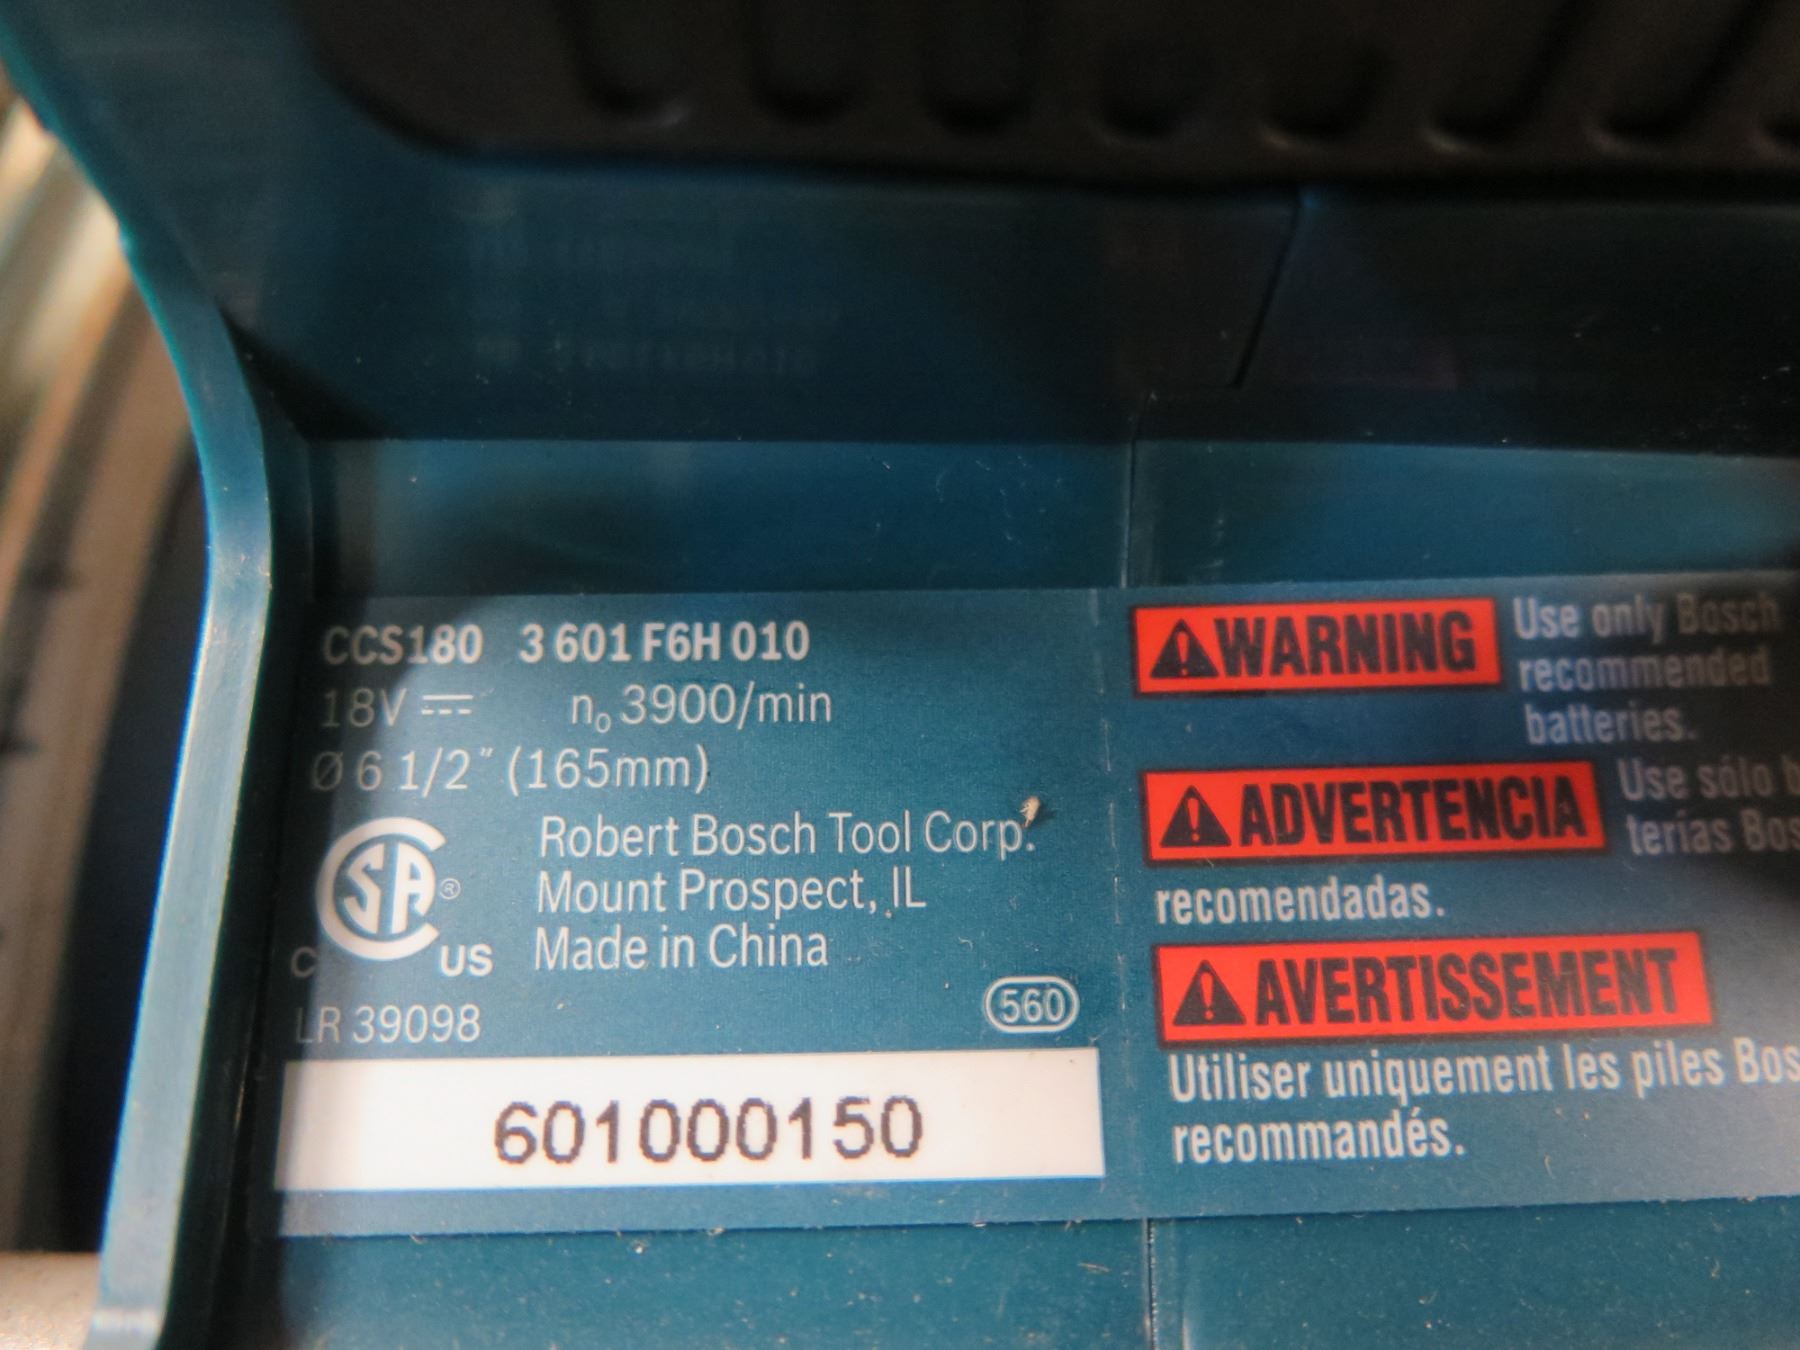 CCS180 3 601 F6H 010
18V n₀ 3900/min
Ø 6 1/2" (165mm)
Robert Bosch Tool Corp.
Mount Prospect, IL
Made in China
C SA ® US
LR 39098
560
601000150
WARNING Use only Bosch
recommended
batteries.
ADVERTENCIA Use sólo b
terías Bos
recomendadas.
AVERTISSEMENT
Utiliser uniquement les piles Bos
recommandés.